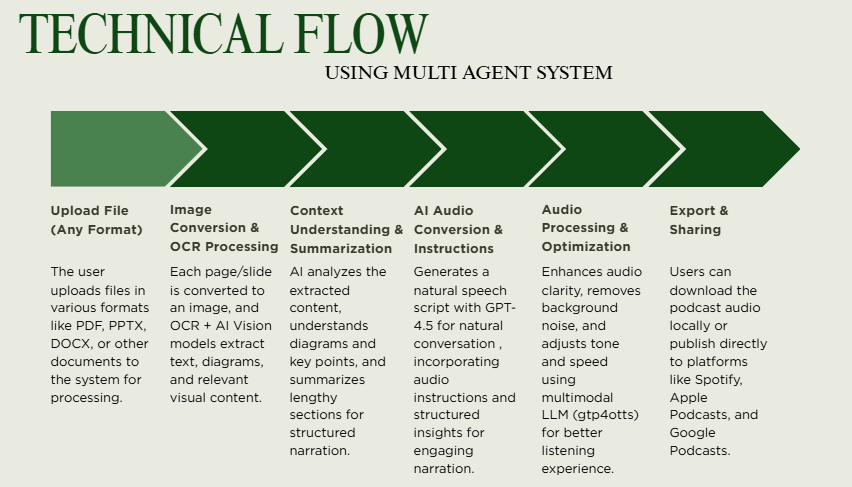 TECHNICAL FLOW
USING MULTI AGENT SYSTEM
Upload File
(Any Format)
The user
uploads files in
various formats
like PDF, PPTX,
DOCX, or other
documents to
the system for
processing.
Image
Conversion &
OCR Processing
Each page/slide
is converted to
an image, and
OCR + AI Vision
models extract
text, diagrams,
and relevant
visual content.
Context
Understanding &
Summarization
AI analyzes the
extracted
content,
understands
diagrams and
key points, and
summarizes
lengthy
sections for
structured
narration.
AI Audio
Conversion &
Instructions
Generates a
natural speech
script with GPT-
4.5 for natural
conversation ,
incorporating
audio
instructions and
structured
insights for
engaging
narration.
Audio
Processing &
Optimization
Enhances audio
clarity, removes
background
noise, and
adjusts tone
and speed
using
multimodal
LLM (gtp4otts)
for better
listening
experience.
Export &
Sharing
Users can
download the
podcast audio
locally or
publish directly
to platforms
like Spotify,
Apple
Podcasts, and
Google
Podcasts.